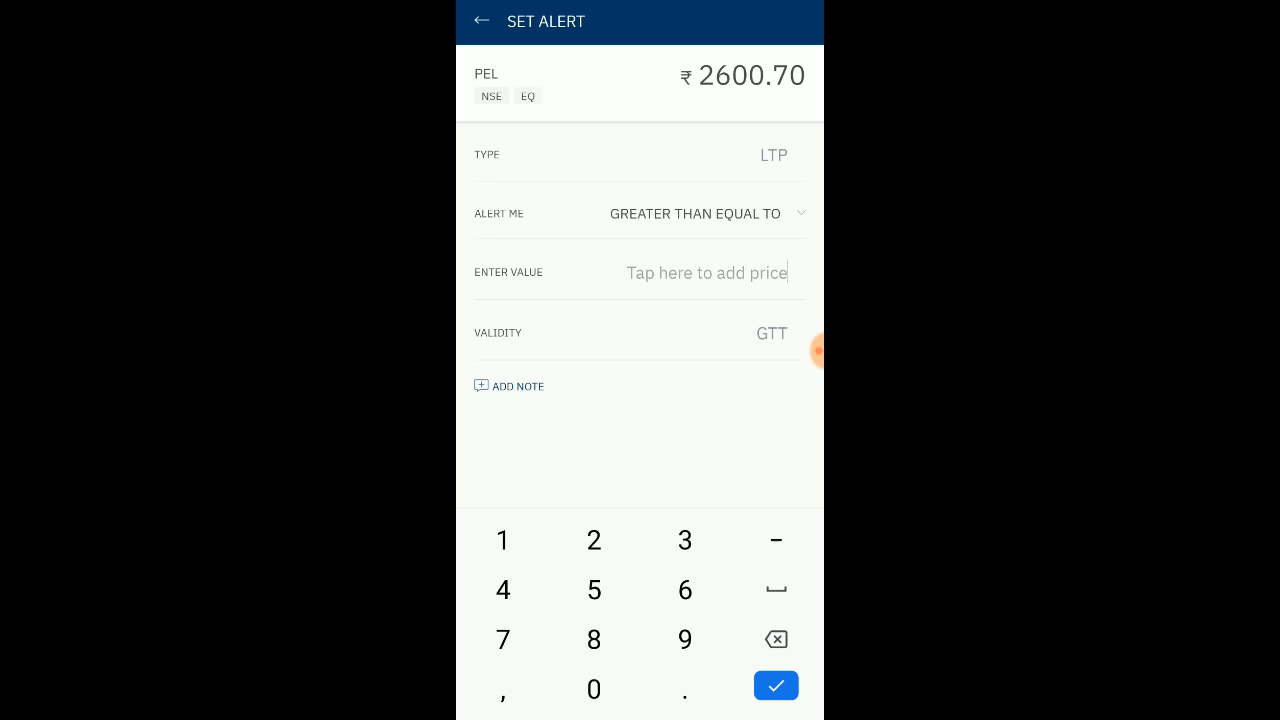 ← SET ALERT
PEL
₹ 2600.70
NSE EQ
TYPE LTP
ALERT ME GREATER THAN EQUAL TO
ENTER VALUE Tap here to add price
VALIDITY GTT
ADD NOTE
1 2 3 -
4 5 6
7 8 9
, 0 .